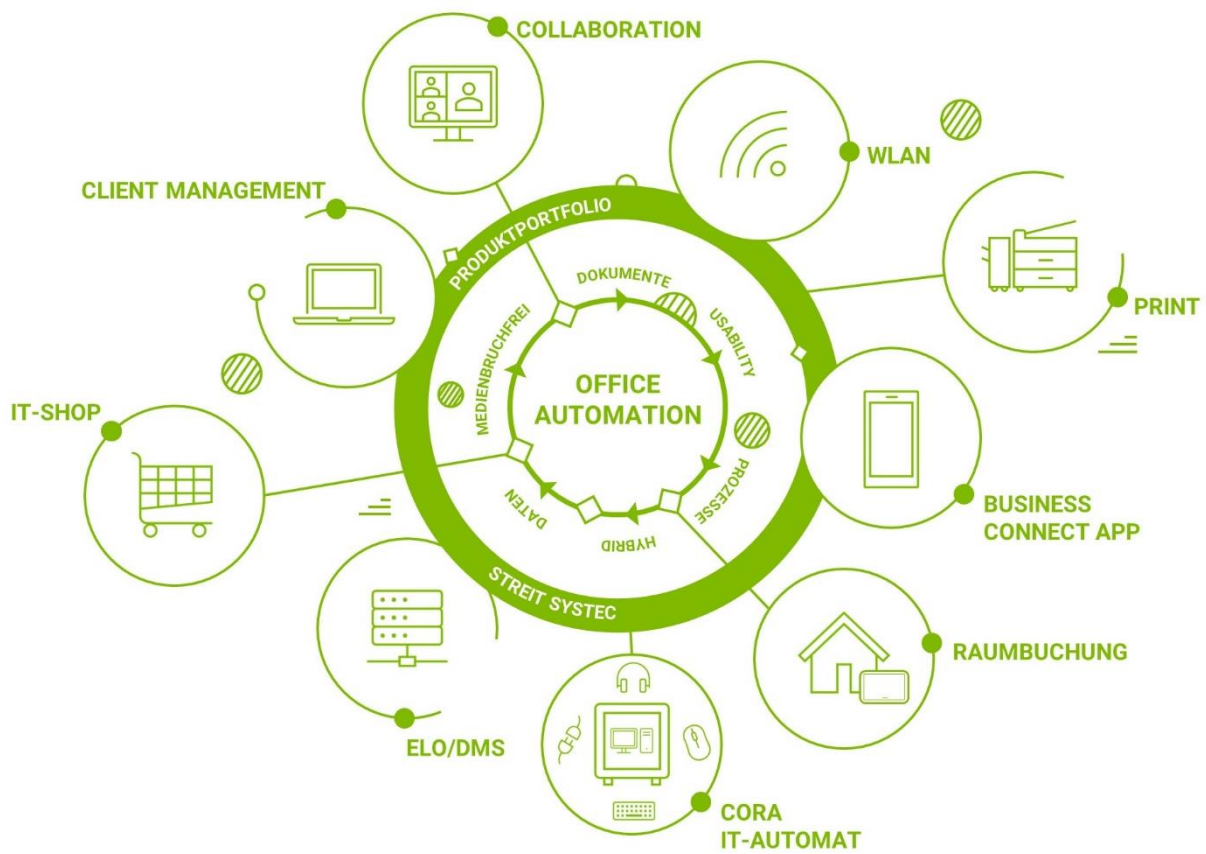 COLLABORATION
WLAN
CLIENT MANAGEMENT
PRODUKTPORTFOLIO
DOKUMENTE
USABILITY
PRINT
MEDIENBRUCHFREI
OFFICE
AUTOMATION
IT-SHOP
PROZESSE
DATEN
HYBRID
BUSINESS
CONNECT APP
STREIT SYSTEC
RAUMBUCHUNG
ELO/DMS
CORA
IT-AUTOMAT